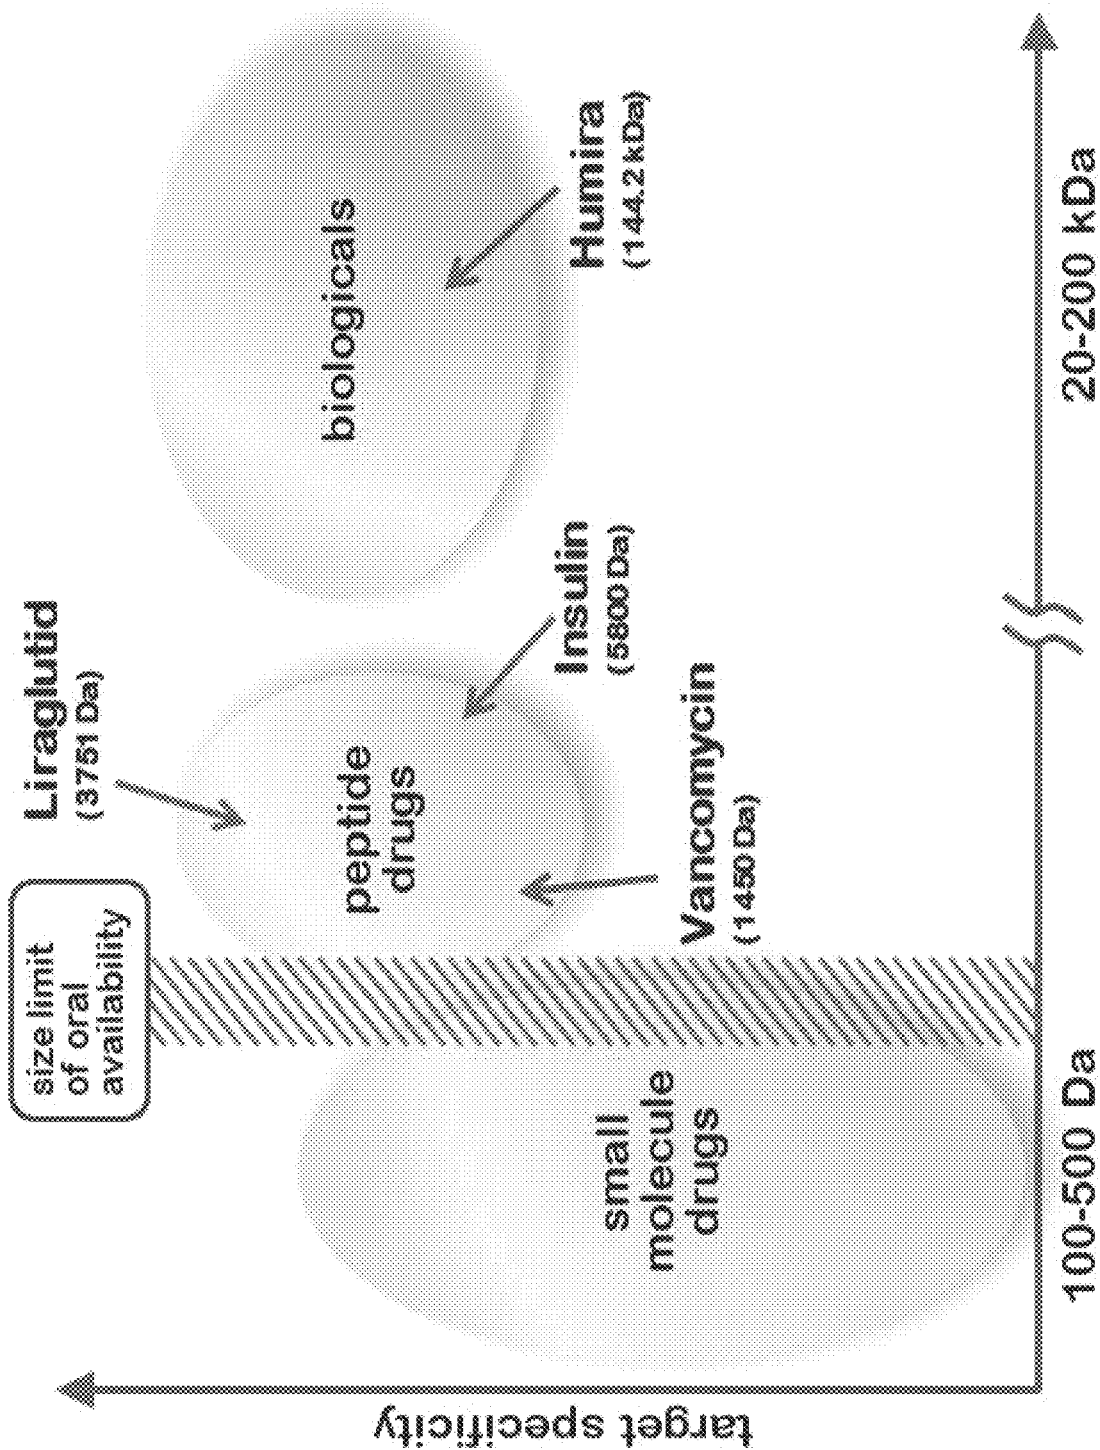 size limit
of oral
availability
Liraglutid
(3751 Da)
biologicals
peptide
drugs
Insulin
(5800 Da)
Humira
(144.2 kDa)
Vancomycin
(1450 Da)
small
molecule
drugs
target specificity
100-500 Da
20-200 kDa